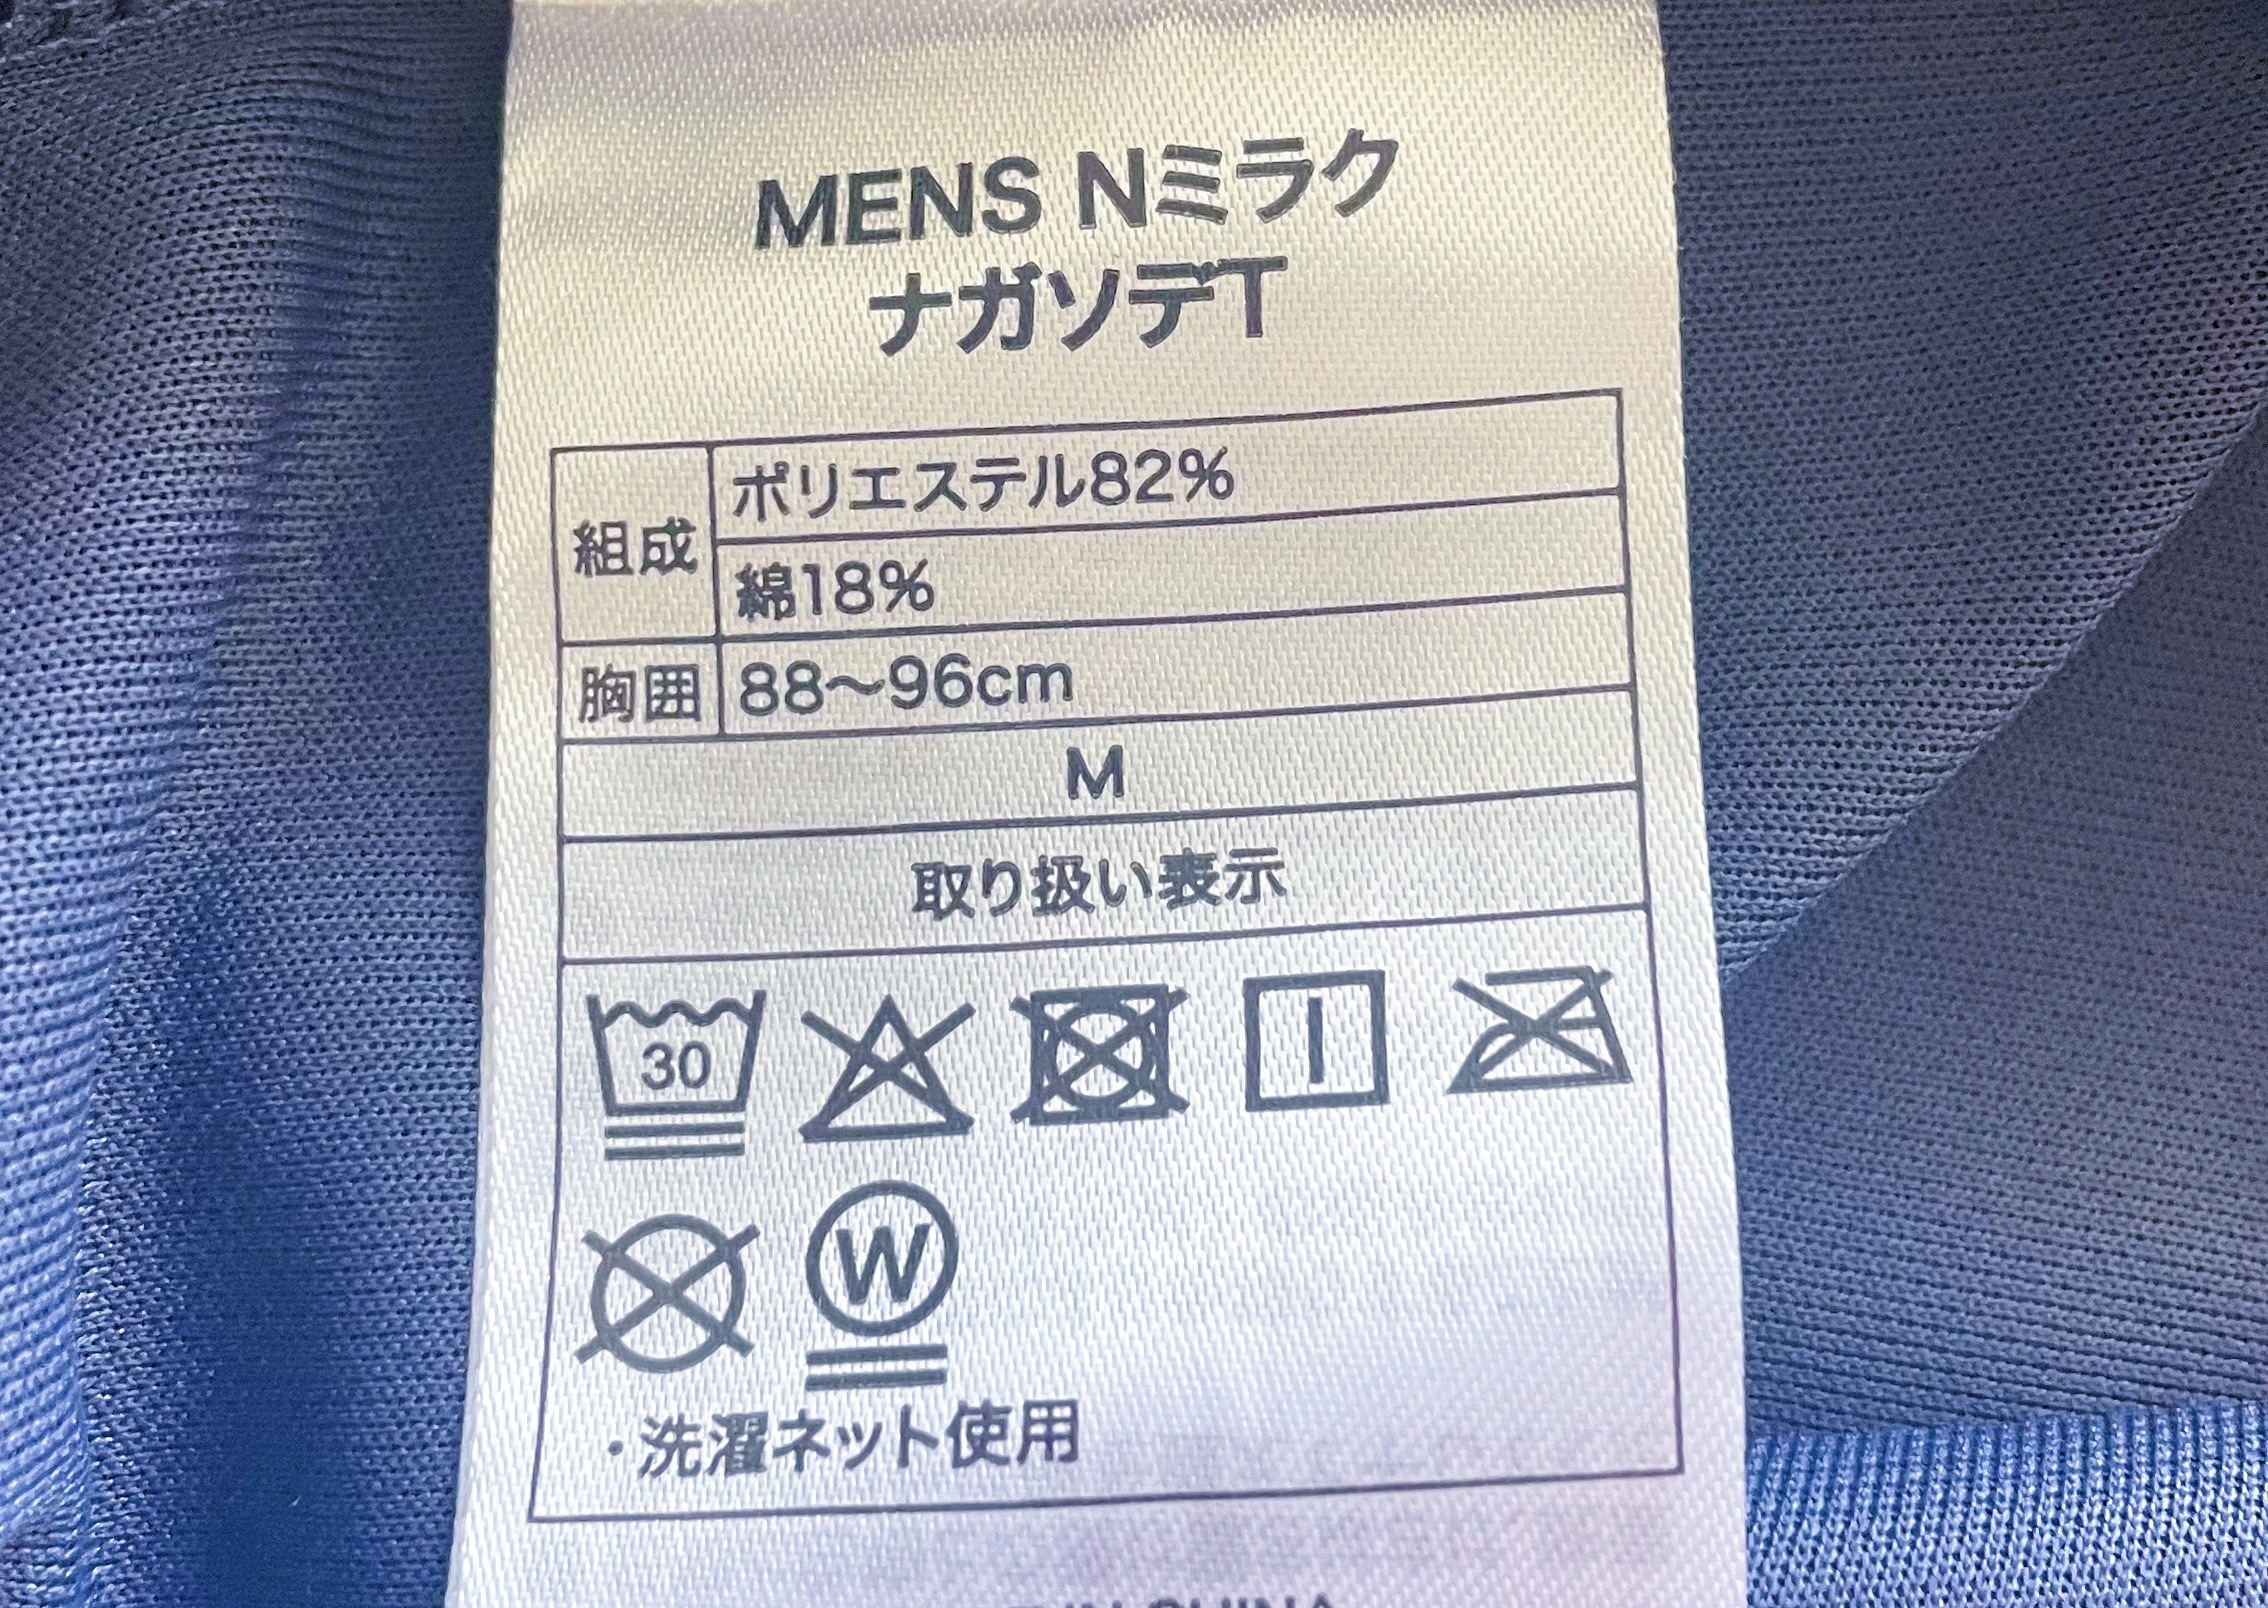 MENS Nミラク
ナガソデT
組成
ポリエステル82%
綿18%
胸囲 88～96cm
M
取り扱い表示
30
W
・洗濯ネット使用